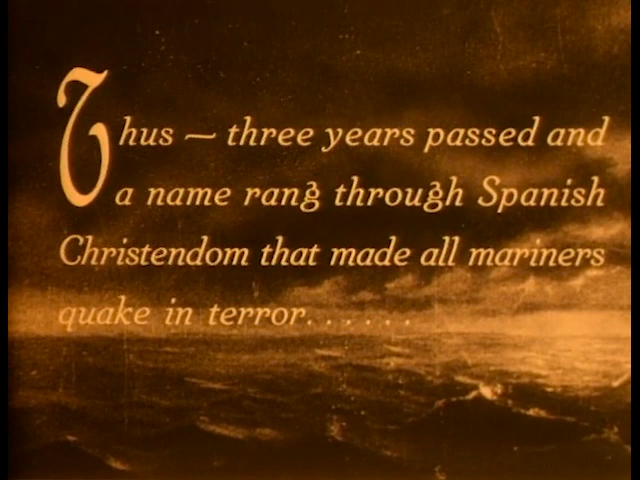 Thus — three years passed and
a name rang through Spanish
Christendom that made all mariners
quake in terror. . . . . .